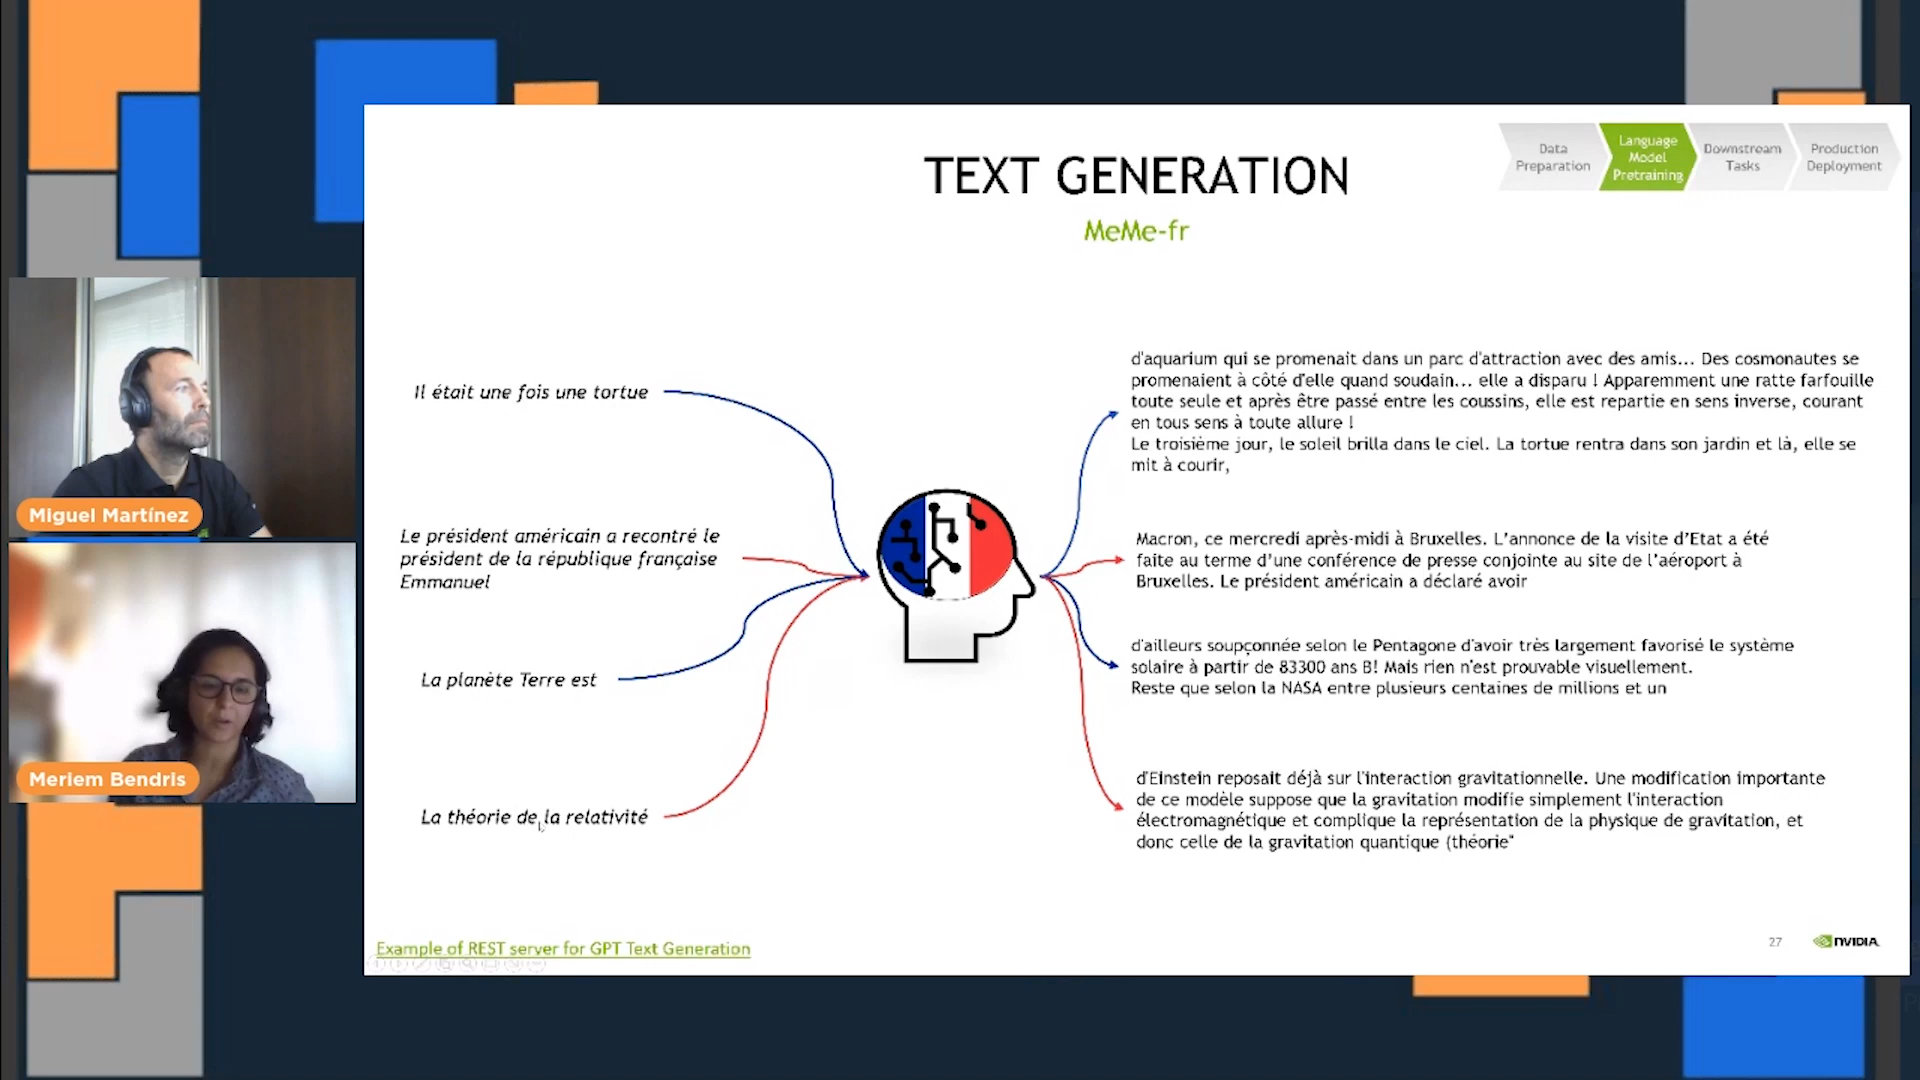 TEXT GENERATION
MeMe-fr
Data
Preparation
Language
Model
Pretraining
Downstream
Tasks
Production
Deployment
Il était une fois une tortue
Le président américain a recontré le
président de la république française
Emmanuel
La planète Terre est
La théorie de la relativité
d'aquarium qui se promenait dans un parc d'attraction avec des amis... Des cosmonautes se
promenaient à côté d'elle quand soudain... elle a disparu ! Apparemment une ratte farfouille
toute seule et après être passé entre les coussins, elle est repartie en sens inverse, courant
en tous sens à toute allure !
Le troisième jour, le soleil brilla dans le ciel. La tortue rentra dans son jardin et là, elle se
mit à courir,
Macron, ce mercredi après-midi à Bruxelles. L’annonce de la visite d’Etat a été
faite au terme d’une conférence de presse conjointe au site de l’aéroport à
Bruxelles. Le président américain a déclaré avoir
d'ailleurs soupçonnée selon le Pentagone d'avoir très largement favorisé le système
solaire à partir de 83300 ans B! Mais rien n'est prouvable visuellement.
Reste que selon la NASA entre plusieurs centaines de millions et un
d'Einstein reposait déjà sur l'interaction gravitationnelle. Une modification importante
de ce modèle suppose que la gravitation modifie simplement l'interaction
électromagnétique et complique la représentation de la physique de gravitation, et
donc celle de la gravitation quantique (théorie"
Example of REST server for GPT Text Generation
27
NVIDIA
Miguel Martínez
Meriem Bendris